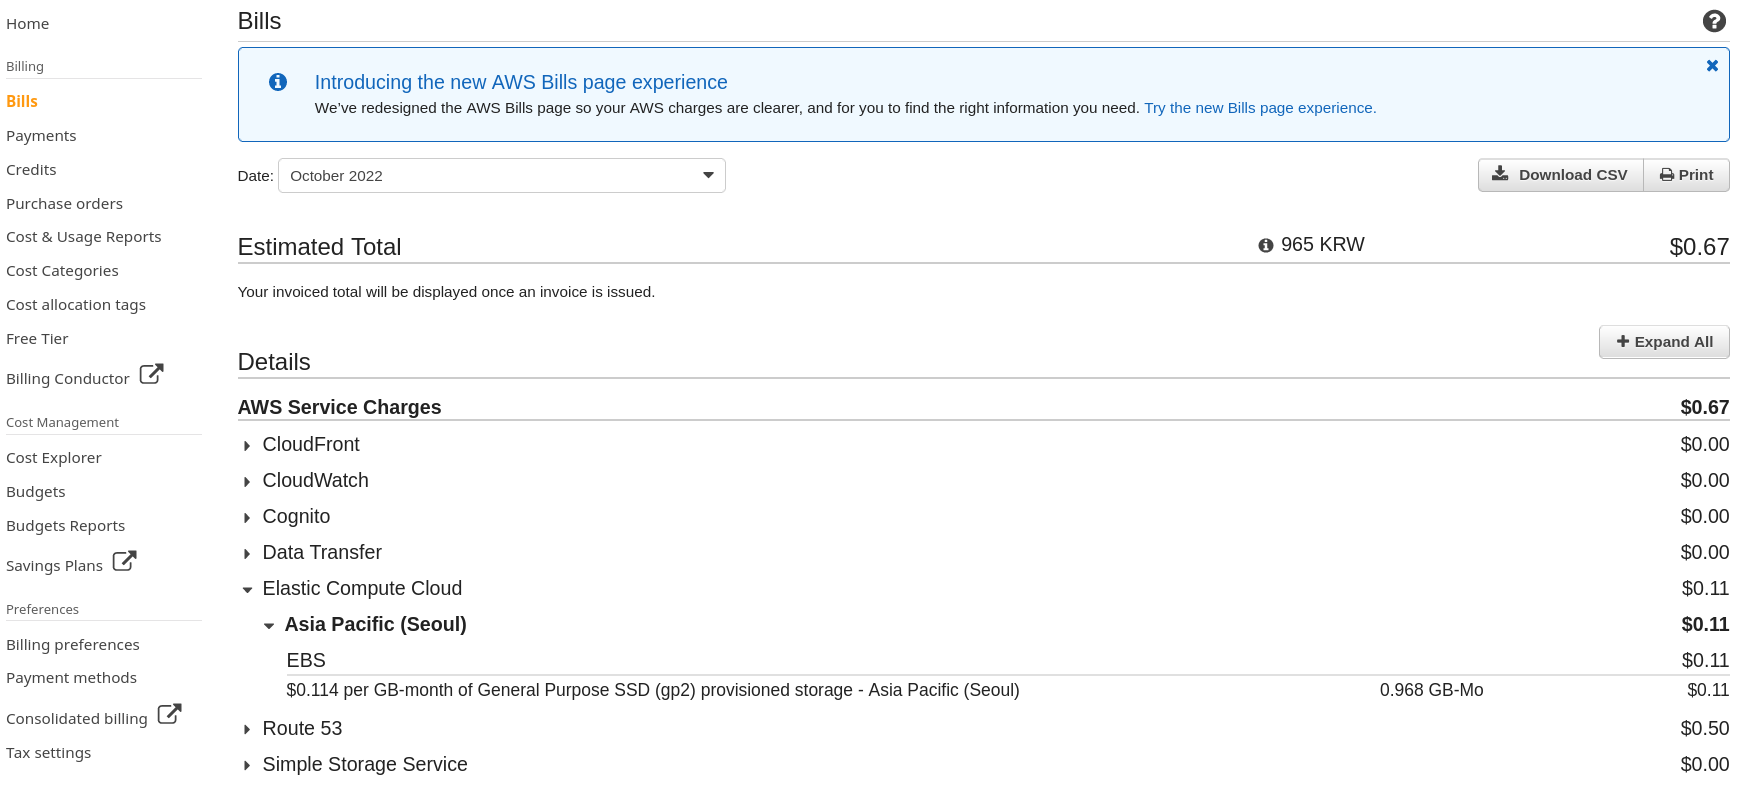 Home
Billing
Bills
Payments
Credits
Purchase orders
Cost & Usage Reports
Cost Categories
Cost allocation tags
Free Tier
Billing Conductor
Cost Management
Cost Explorer
Budgets
Budgets Reports
Savings Plans
Preferences
Billing preferences
Payment methods
Consolidated billing
Tax settings
Bills
Introducing the new AWS Bills page experience
We've redesigned the AWS Bills page so your AWS charges are clearer, and for you to find the right information you need. Try the new Bills page experience.
Date: October 2022 Download CSV Print
Estimated Total 965 KRW $0.67
Your invoiced total will be displayed once an invoice is issued.
Expand All
Details
AWS Service Charges $0.67
CloudFront $0.00
CloudWatch $0.00
Cognito $0.00
Data Transfer $0.00
Elastic Compute Cloud $0.11
Asia Pacific (Seoul) $0.11
EBS $0.11
$0.114 per GB-month of General Purpose SSD (gp2) provisioned storage - Asia Pacific (Seoul) 0.968 GB-Mo $0.11
Route 53 $0.50
Simple Storage Service $0.00